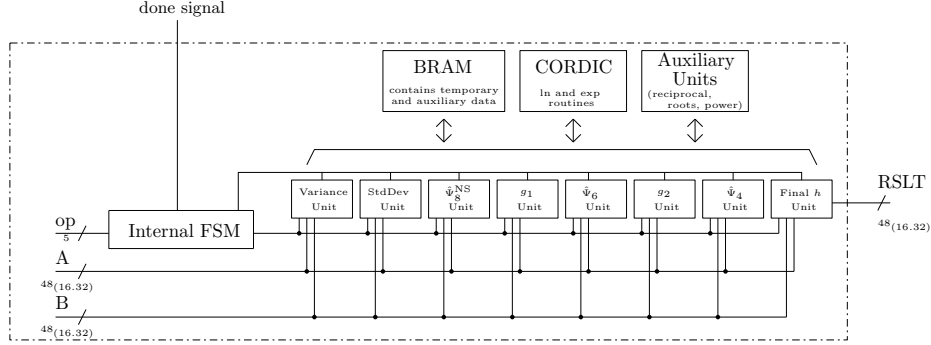 done signal
BRAM
contains temporary
and auxiliary data
CORDIC
ln and exp
routines
Auxiliary
Units
(reciprocal,
roots, power)
Variance
Unit
StdDev
Unit
Ψ̂₈ᴺˢ
Unit
g₁
Unit
Ψ̂₆
Unit
g₂
Unit
Ψ̂₄
Unit
Final h
Unit
RSLT
48(16.32)
op
5
Internal FSM
A
48(16.32)
B
48(16.32)